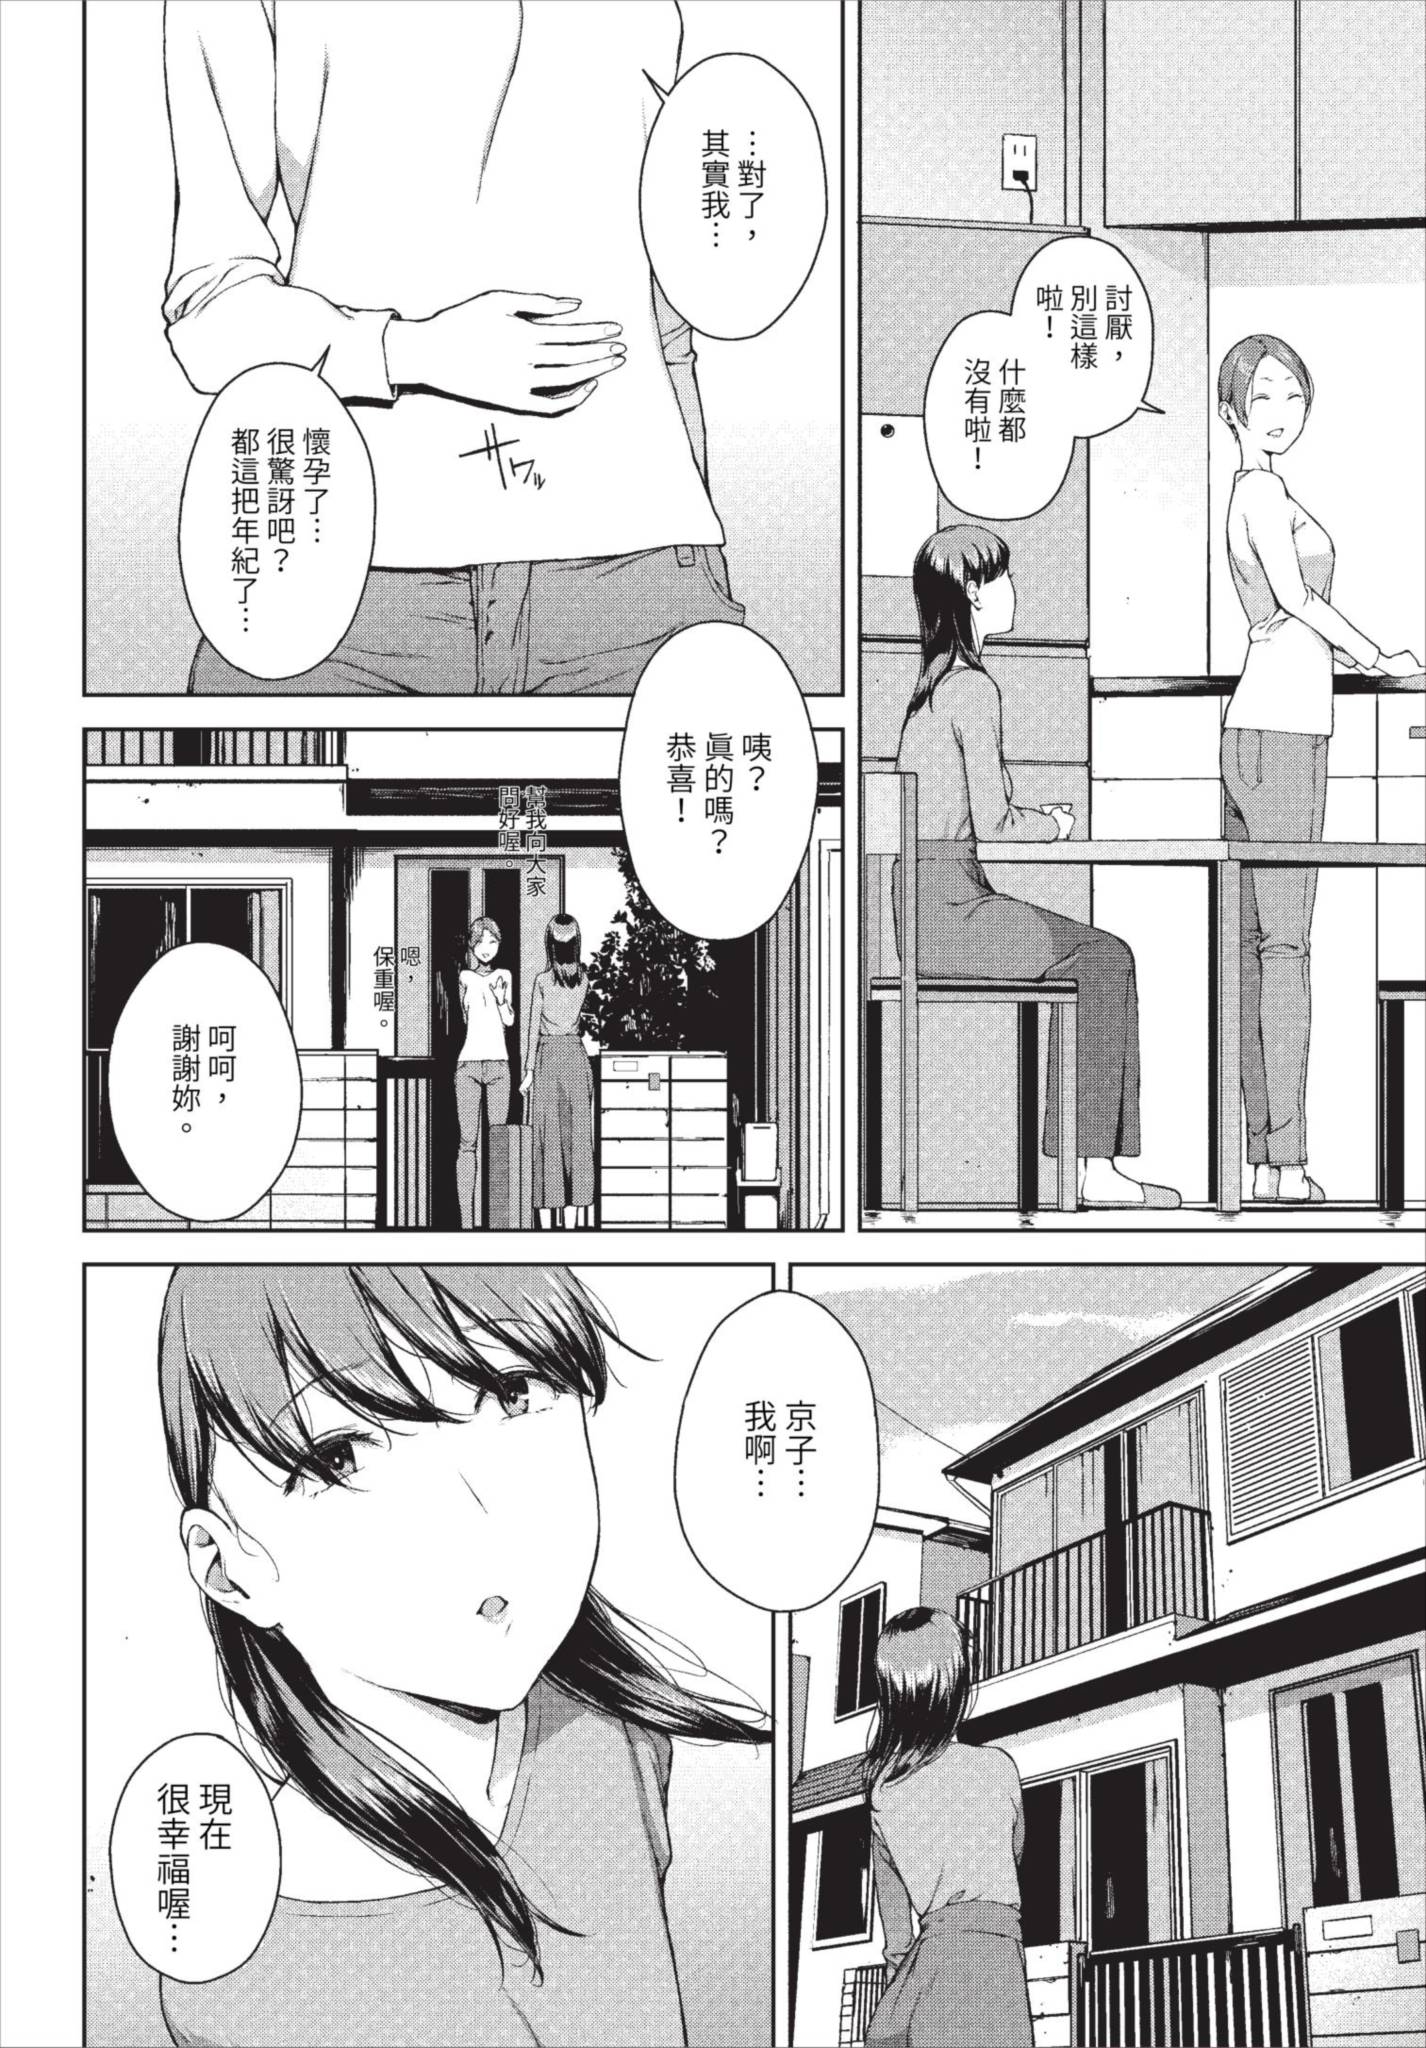 討厭，
別這樣
啦！
什麼都
沒有啦！
…對了，
其實我…
サワッ
懷孕了…
很驚訝吧？
都這把年紀了…
咦？
真的嗎？
恭喜！
幫我向大家
問好喔。
嗯，
保重喔。
呵呵，
謝謝妳。
京子…
我啊…
現在
很幸福喔…